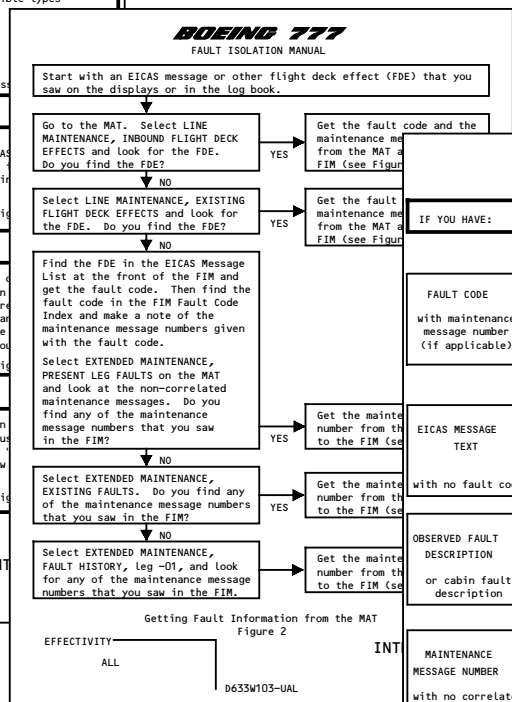 BOEING 777
FAULT ISOLATION MANUAL
Start with an EICAS message or other flight deck effect (FDE) that you
saw on the displays or in the log book.
Go to the MAT. Select LINE
MAINTENANCE, INBOUND FLIGHT DECK
EFFECTS and look for the FDE.
Do you find the FDE?
YES
Get the fault code and the
maintenance me
from the MAT a
FIM (see Figur
NO
Select LINE MAINTENANCE, EXISTING
FLIGHT DECK EFFECTS and look for
the FDE. Do you find the FDE?
YES
Get the fault
maintenance me
from the MAT a
FIM (see Figur
NO
Find the FDE in the EICAS Message
List at the front of the FIM and
get the fault code. Then find the
fault code in the FIM Fault Code
Index and make a note of the
maintenance message numbers given
with the fault code.
Select EXTENDED MAINTENANCE,
PRESENT LEG FAULTS on the MAT
and look at the non-correlated
maintenance messages. Do you
find any of the maintenance
message numbers that you saw
in the FIM?
YES
Get the mainte
number from th
to the FIM (se
NO
Select EXTENDED MAINTENANCE,
EXISTING FAULTS. Do you find any
of the maintenance message numbers
that you saw in the FIM?
YES
Get the mainte
number from th
to the FIM (se
NO
Select EXTENDED MAINTENANCE,
FAULT HISTORY, leg -01, and look
for any of the maintenance message
numbers that you saw in the FIM.
Get the mainte
number from th
to the FIM (se
Getting Fault Information from the MAT
Figure 2
EFFECTIVITY
ALL
INT
D633W103-UAL
IF YOU HAVE:
FAULT CODE
with maintenance
message number
(if applicable)
EICAS MESSAGE
TEXT
with no fault co
OBSERVED FAULT
DESCRIPTION
or cabin fault
description
MAINTENANCE
MESSAGE NUMBER
with no correlat